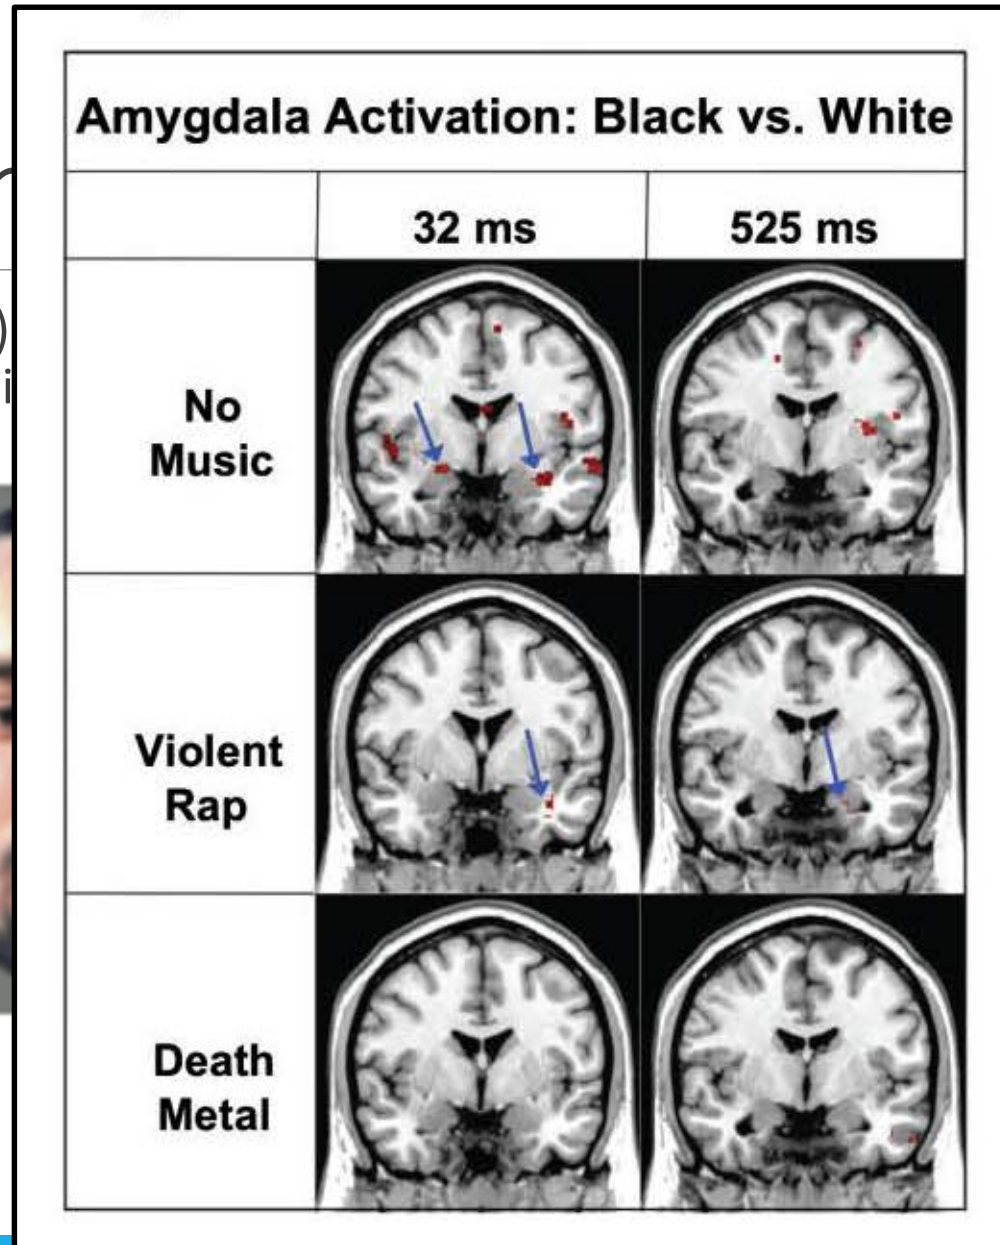 Amygdala Activation: Black vs. White
32 ms
525 ms
No
Music
Violent
Rap
Death
Metal